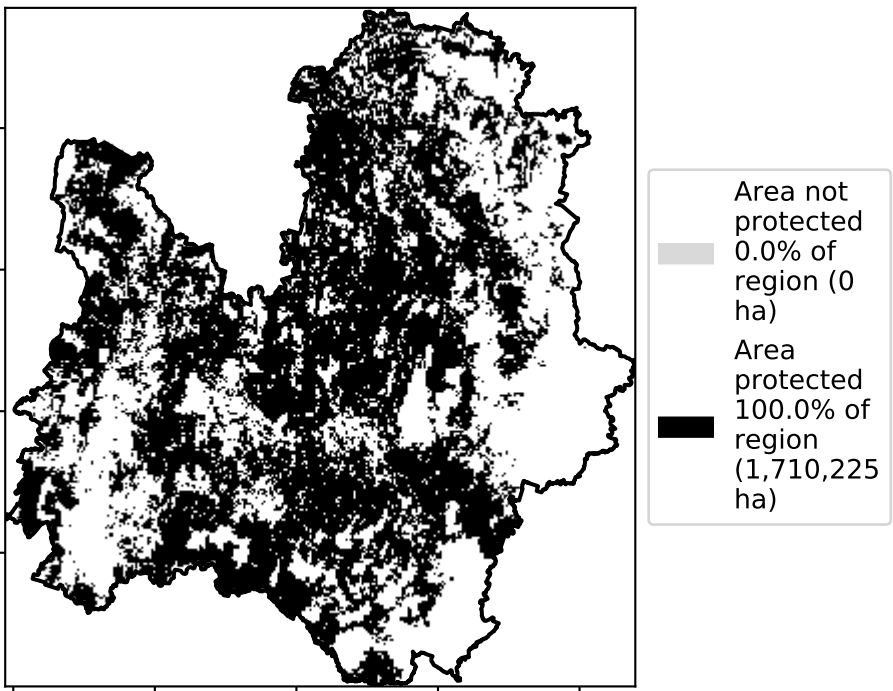 Area not
protected
0.0% of
region (0
ha)
Area
protected
100.0% of
region
(1,710,225
ha)